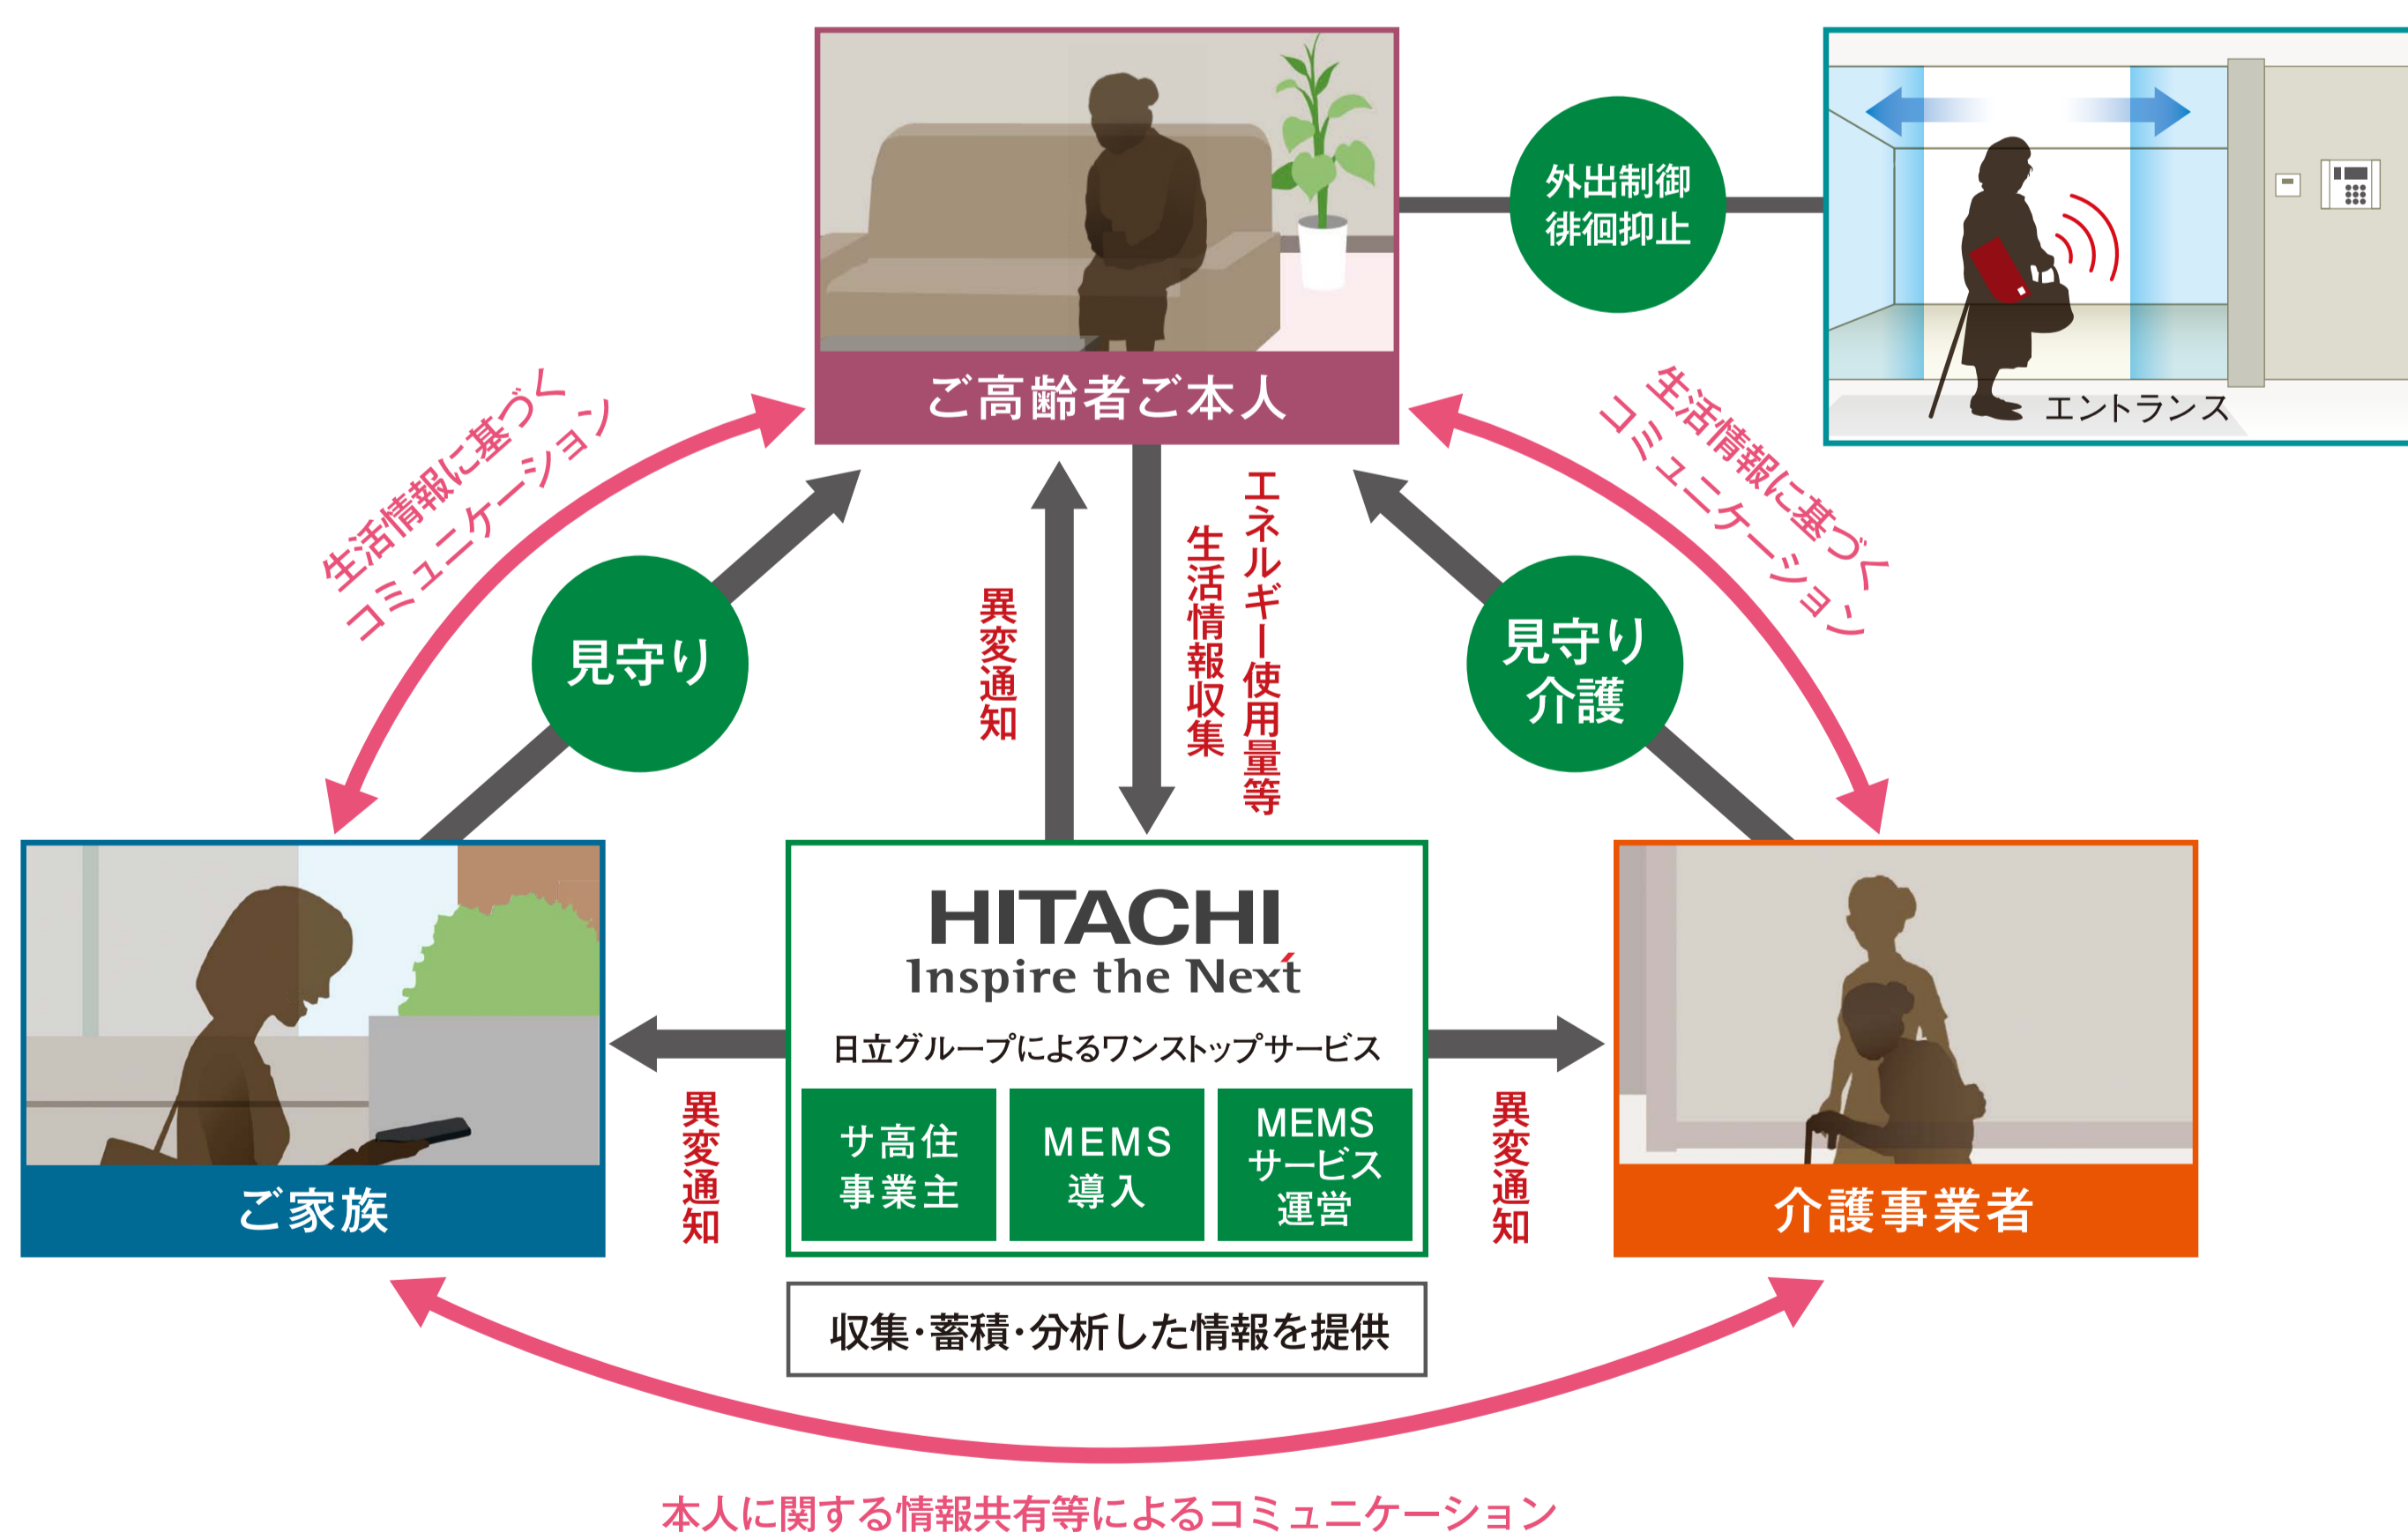 外出制御
徘徊抑止
エントランス
ご高齢者ご本人
生活情報に基づく
コミュニケーション
生活情報に基づく
コミュニケーション
見守り
異変通知
エネルギー使用量等
生活情報収集
見守り
介護
HITACHI
Inspire the Next
日立グループによるワンストップサービス
サ高住
事業主
MEMS
導入
MEMS
サービス
運営
ご家族
異変通知
異変通知
介護事業者
収集・蓄積・分析した情報を提供
本人に関する情報共有等によるコミュニケーション